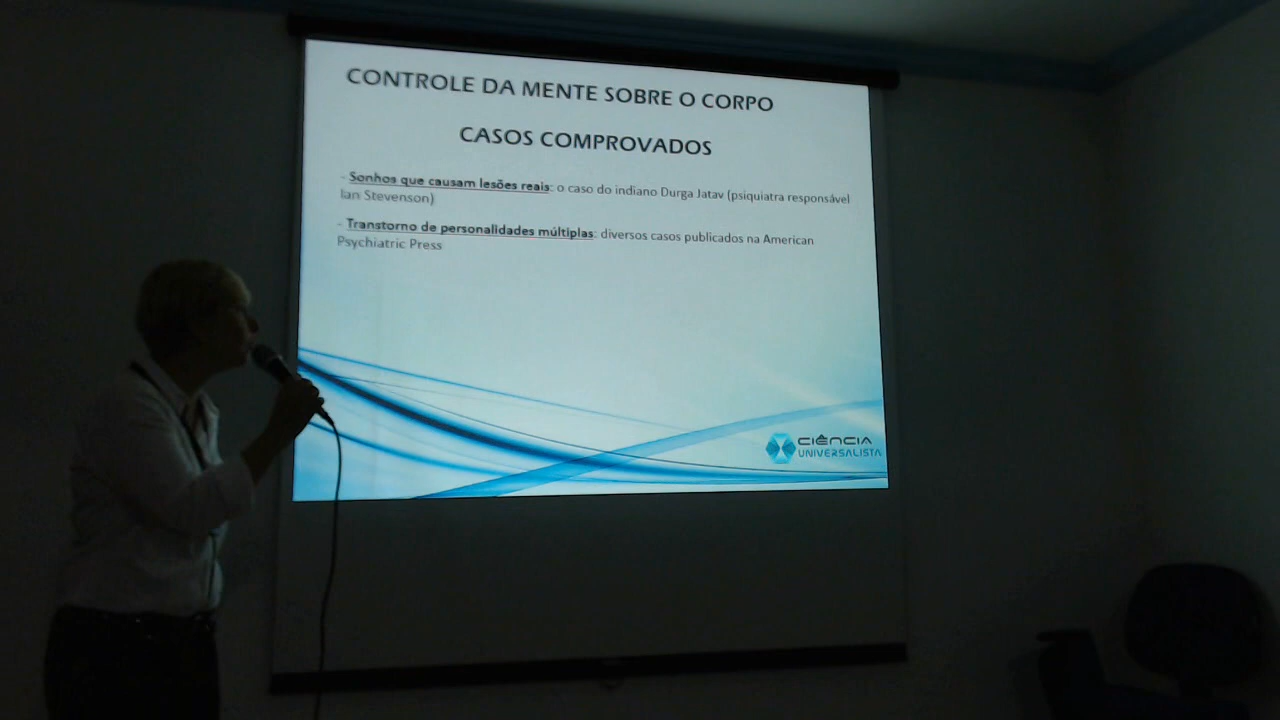 CONTROLE DA MENTE SOBRE O CORPO
CASOS COMPROVADOS
- Sonhos que causam lesões reais: o caso do indiano Durga Jatav (psiquiatra responsável
Ian Stevenson)
- Transtorno de personalidades múltiplas: diversos casos publicados na American
Psychiatric Press
CIÊNCIA
UNIVERSALISTA